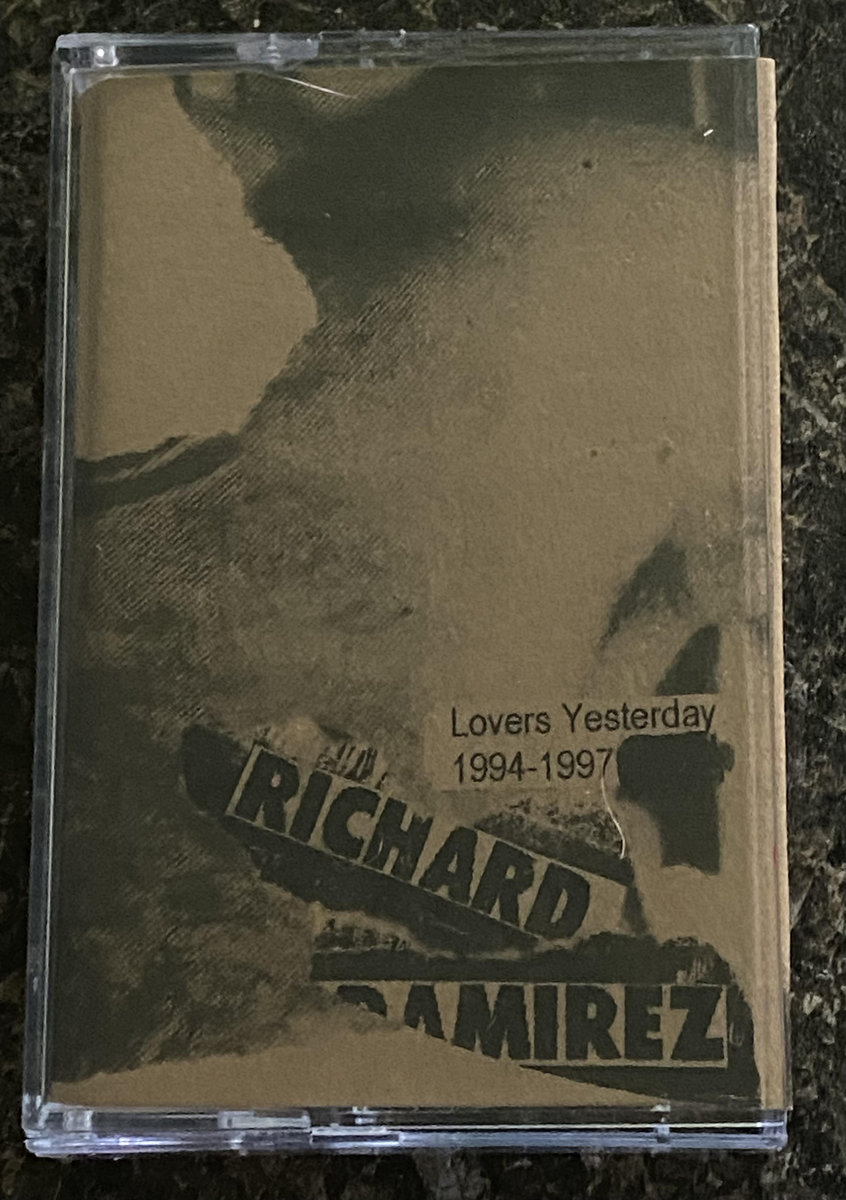 Lovers Yesterday
1994-1997
RICHARD
RAMIREZ